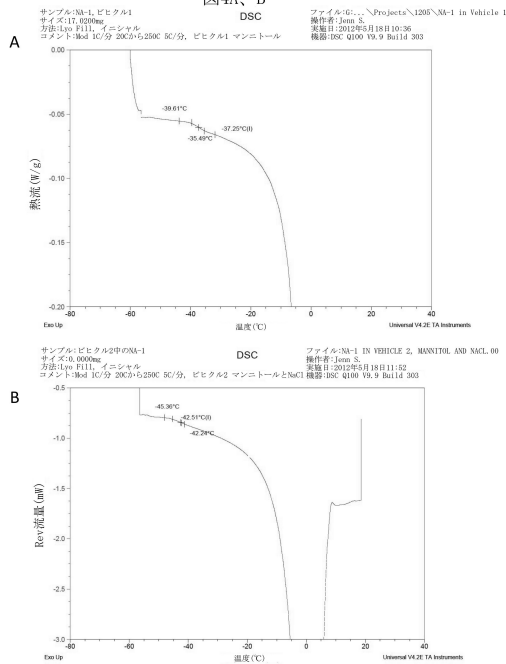 図4A、B
サンプル:NA-1, ビヒクル1
サイズ:17.0200mg
方法:Lyo Fill, イニシャル
コメント:Mod 1C/分 20Cから250C 5C/分, ビヒクル1 マンニトール
DSC
ファイル:G:...\Projects\1205\NA-1 in Vehicle 1
操作者:Jenn S.
実施日:2012年5月18日10:36
機器:DSC Q100 V9.9 Build 303
A
0.00
-0.05
-0.10
-0.15
-0.20
熱流(W/g)
-39.61°C
-37.25°C(I)
-35.49°C
-80
-60
-40
-20
0
20
40
Exo Up
温度(℃)
Universal V4.2E TA Instruments
サンプル:ビヒクル2中のNA-1
サイズ:0.0000mg
方法:Lyo Fill, イニシャル
コメント:Mod 1C/分 20Cから250C 5C/分, ビヒクル2 マンニトールとNaCl
DSC
ファイル:NA-1 IN VEHICLE 2, MANNITOL AND NACL.00
操作者:Jenn S.
実施日:2012年5月18日11:52
機器:DSC Q100 V9.9 Build 303
B
-0.5
-1.0
-1.5
-2.0
-2.5
-3.0
Rev流量(mW)
-45.36°C
-42.51°C(I)
-42.24°C
-80
-60
-40
-20
0
20
40
Exo Up
温度(℃)
Universal V4.2E TA Instruments